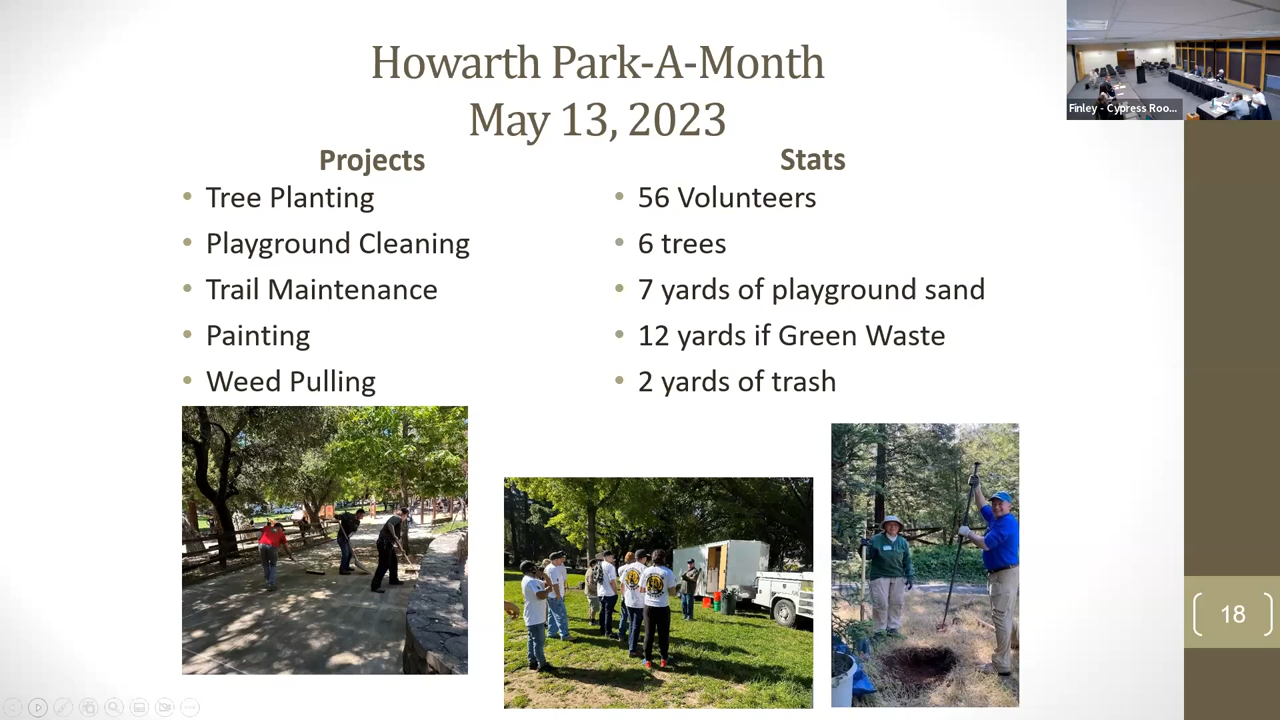 Howarth Park-A-Month
May 13, 2023
Projects
Tree Planting
Playground Cleaning
Trail Maintenance
Painting
Weed Pulling
Stats
56 Volunteers
6 trees
7 yards of playground sand
12 yards if Green Waste
2 yards of trash
Finley - Cypress Roo...
18